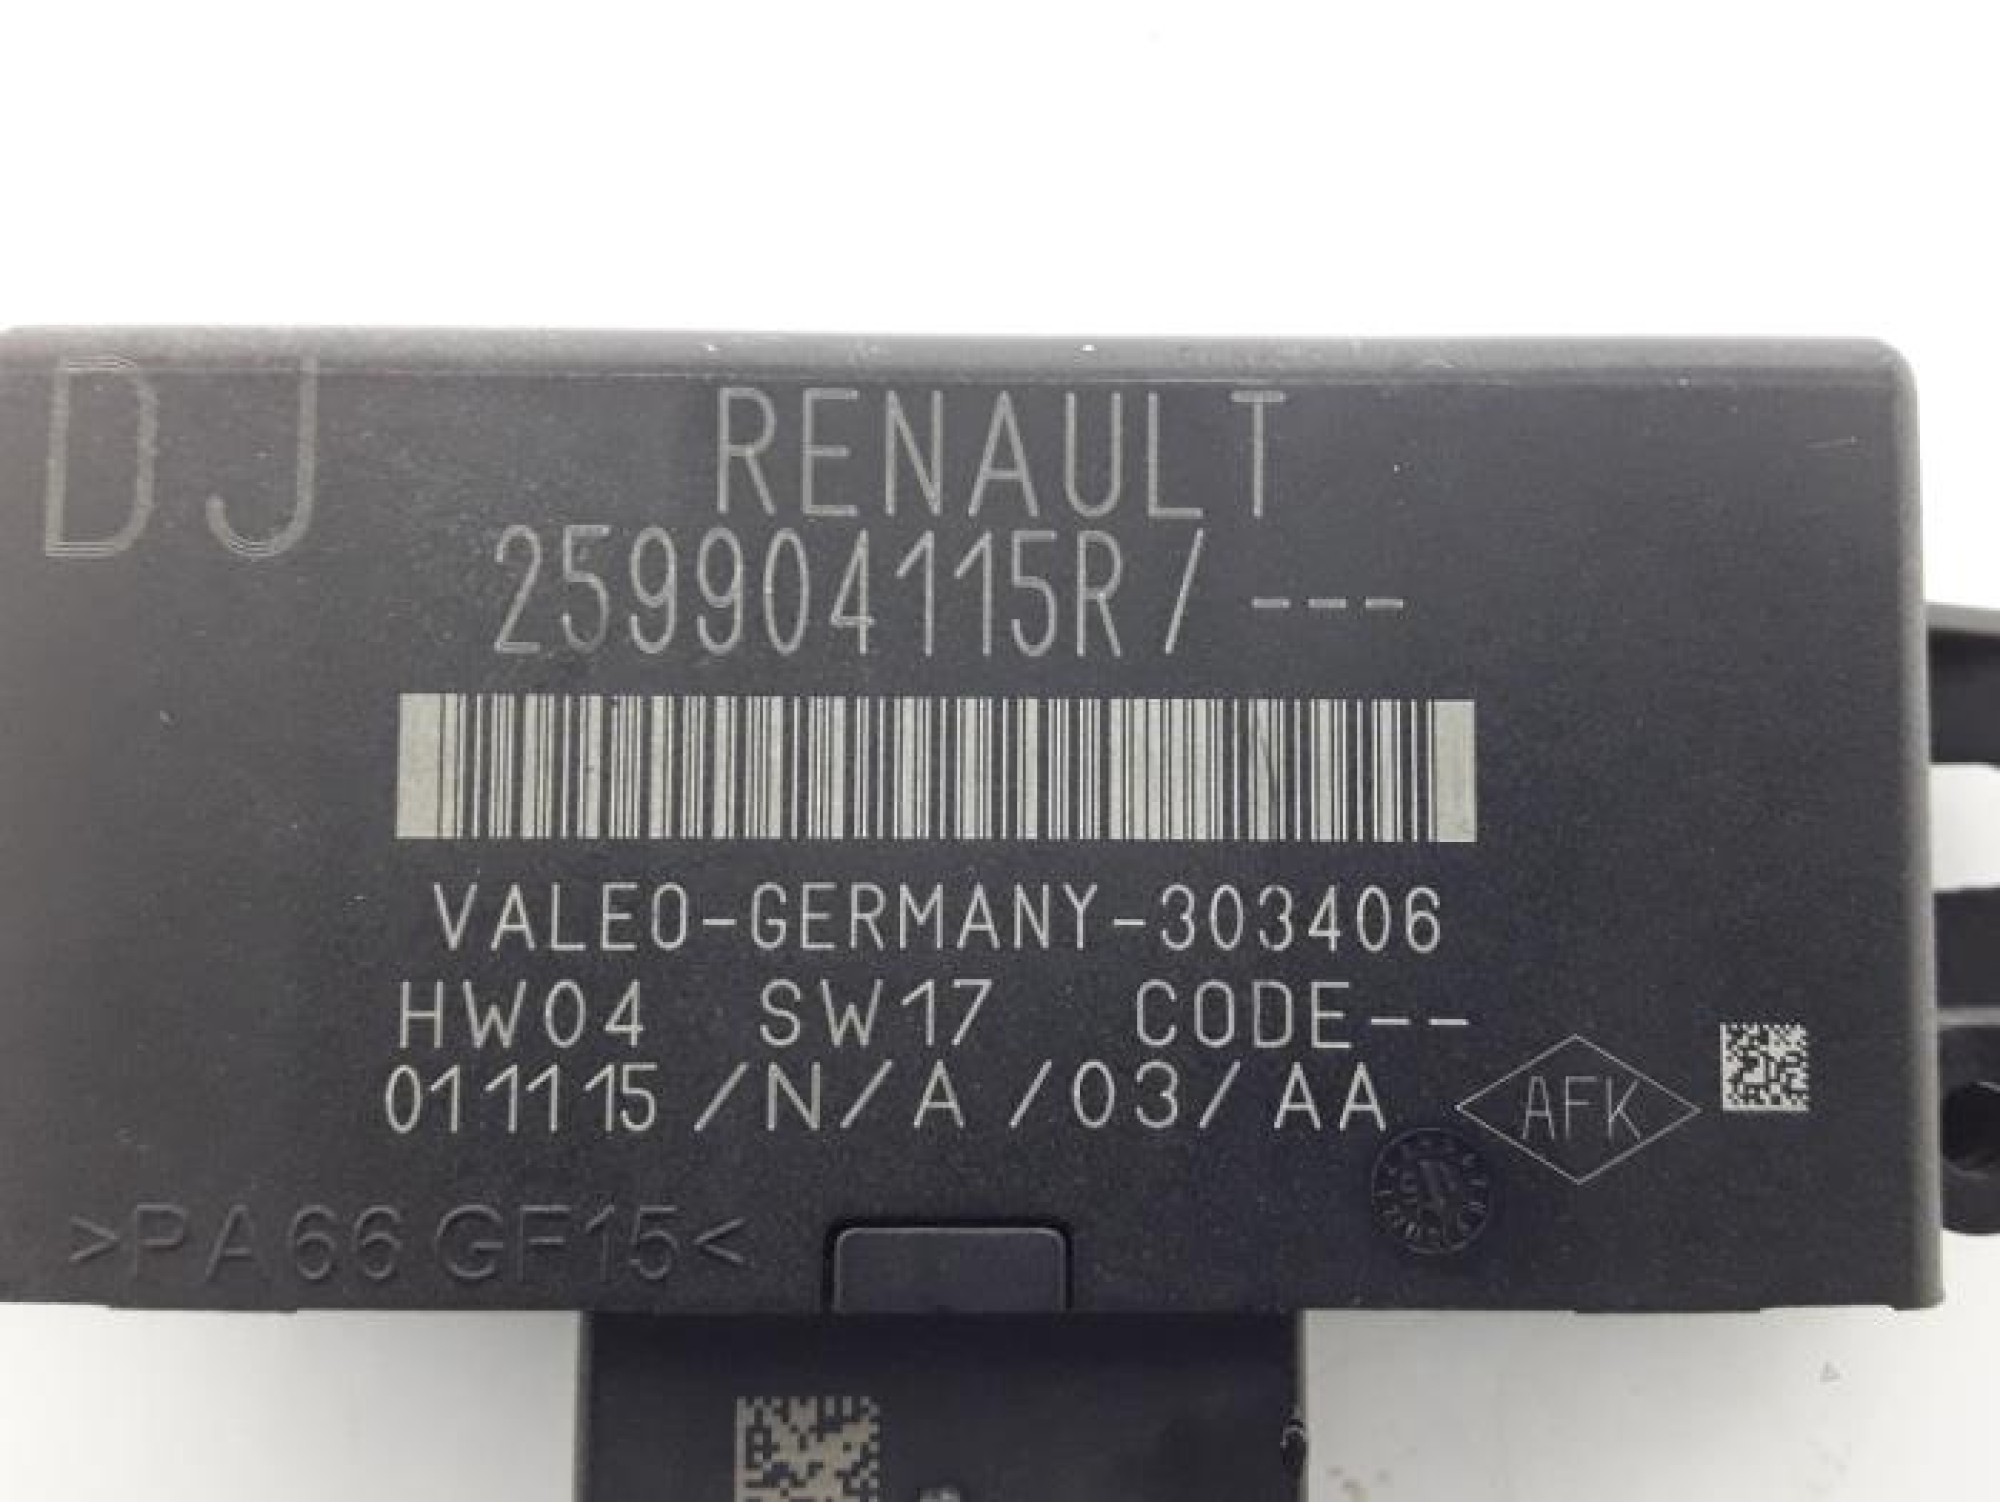 DJ
RENAULT
259904115R/---
VALEO-GERMANY-303406
HW04 SW17 CODE--
011115/N/A/03/AA
AFK
>PA66 GF15<